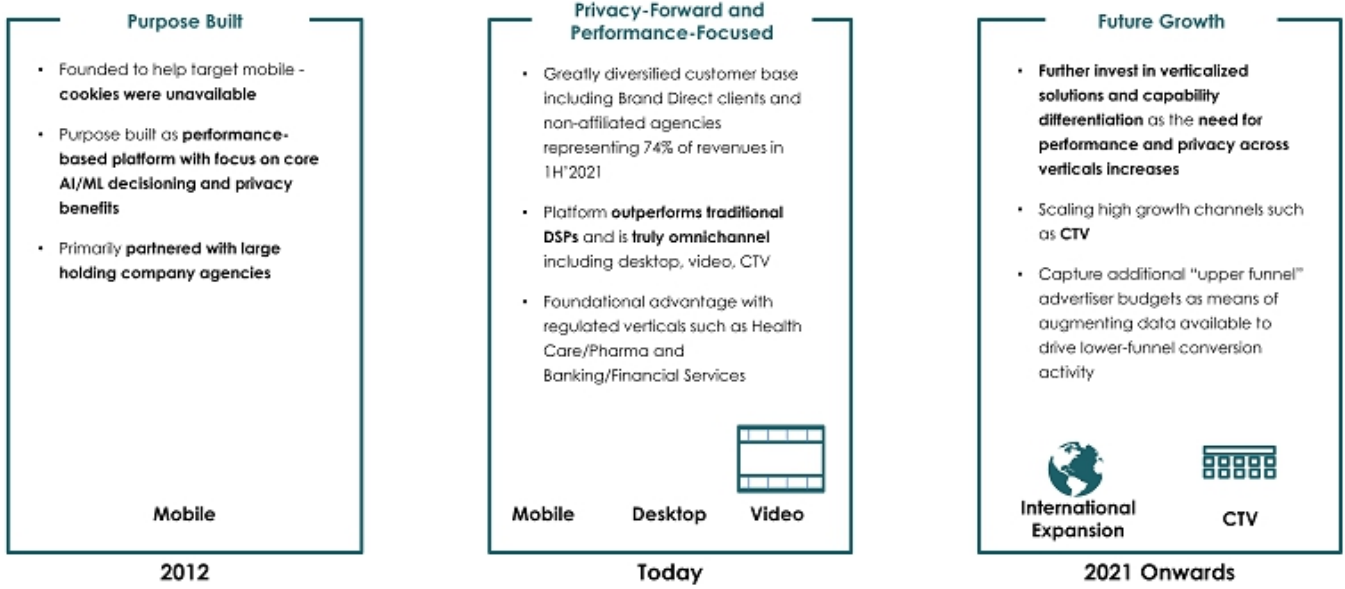 Purpose Built
• Founded to help target mobile -
cookies were unavailable
• Purpose built as performance-
based platform with focus on core
AI/ML decisioning and privacy
benefits
• Primarily partnered with large
holding company agencies
Mobile
2012
Privacy-Forward and
Performance-Focused
• Greatly diversified customer base
including Brand Direct clients and
non-affiliated agencies
representing 74% of revenues in
1H'2021
• Platform outperforms traditional
DSPs and is truly omnichannel
including desktop, video, CTV
• Foundational advantage with
regulated verticals such as Health
Care/Pharma and
Banking/Financial Services
Mobile Desktop Video
Today
Future Growth
• Further invest in verticalized
solutions and capability
differentiation as the need for
performance and privacy across
verticals increases
• Scaling high growth channels such
as CTV
• Capture additional “upper funnel”
advertiser budgets as means of
augmenting data available to
drive lower-funnel conversion
activity
International
Expansion
CTV
2021 Onwards